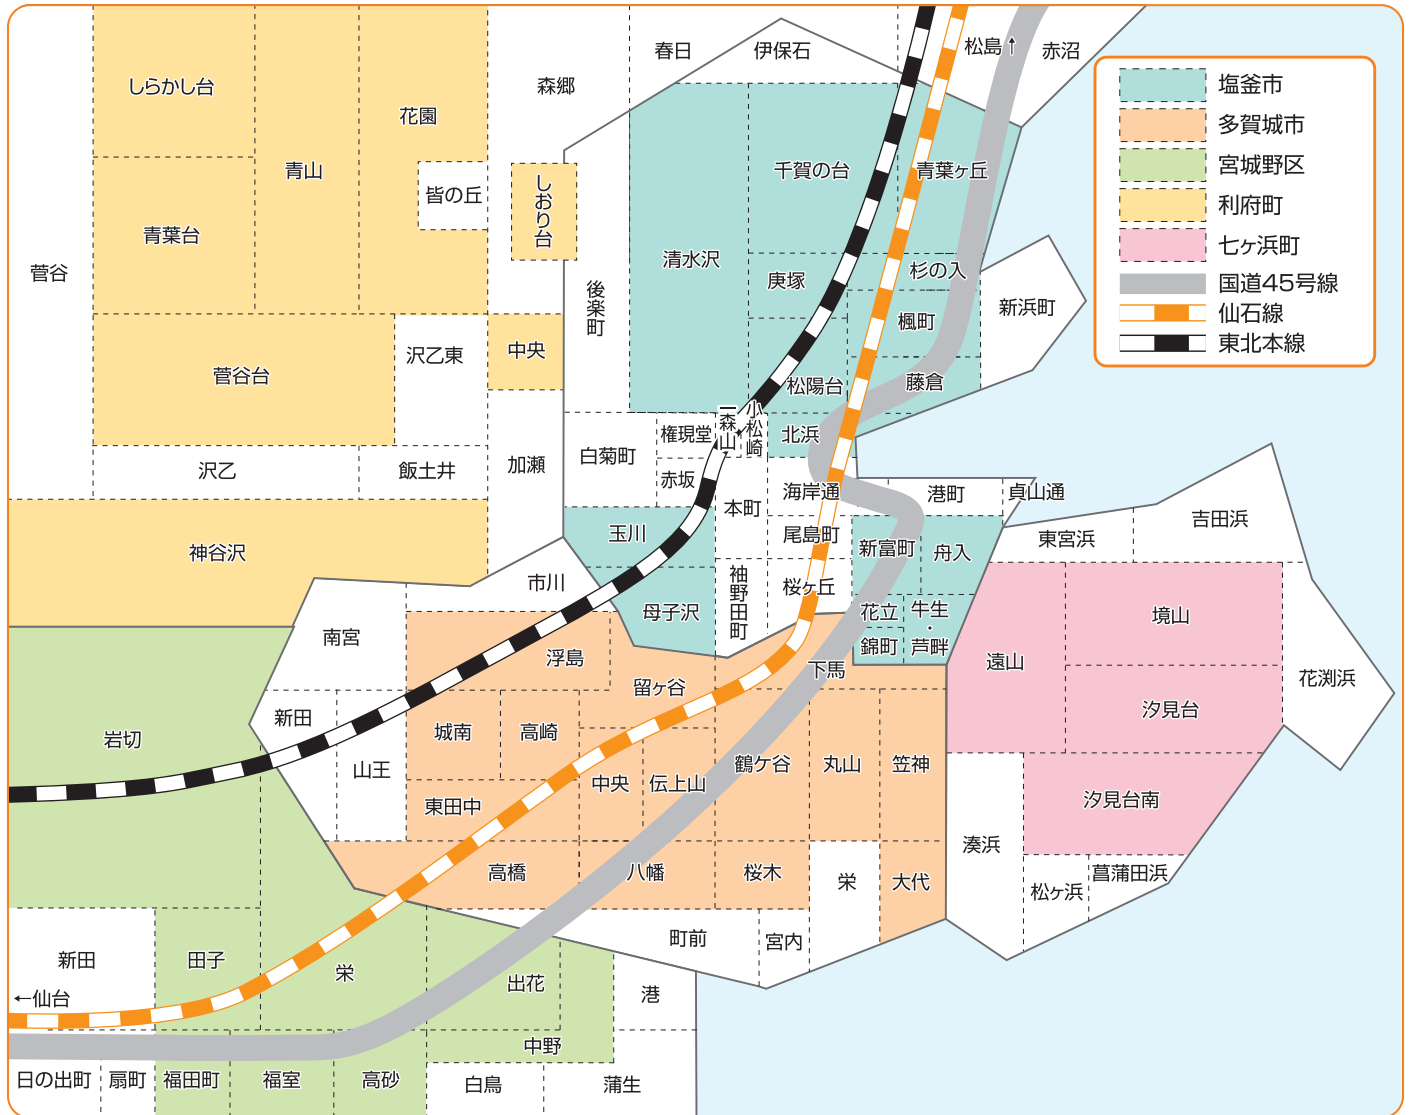 春日
伊保石
松島↑
赤沼
しらかし台
花園
森郷
青山
皆の丘
しおり台
千賀の台
青葉ヶ丘
青葉台
菅谷
清水沢
庚塚
杉の入
後楽町
楓町
新浜町
沢乙東
中央
菅谷台
松陽台
藤倉
一森山
小松崎
権現堂
北浜
白菊町
沢乙
飯土井
加瀬
赤坂
海岸通
港町
貞山通
本町
神谷沢
玉川
尾島町
新富町
舟入
東宮浜
吉田浜
市川
袖野田町
桜ヶ丘
母子沢
花立
牛生・芦畔
錦町
南宮
浮島
留ヶ谷
下馬
遠山
境山
花渕浜
新田
城南
高崎
汐見台
岩切
山王
中央
伝上山
鶴ケ谷
丸山
笠神
東田中
汐見台南
湊浜
高橋
八幡
桜木
栄
大代
松ヶ浜
菖蒲田浜
町前
宮内
新田
田子
栄
出花
港
←仙台
中野
日の出町
扇町
福田町
福室
高砂
白鳥
蒲生
塩釜市
多賀城市
宮城野区
利府町
七ヶ浜町
国道45号線
仙石線
東北本線